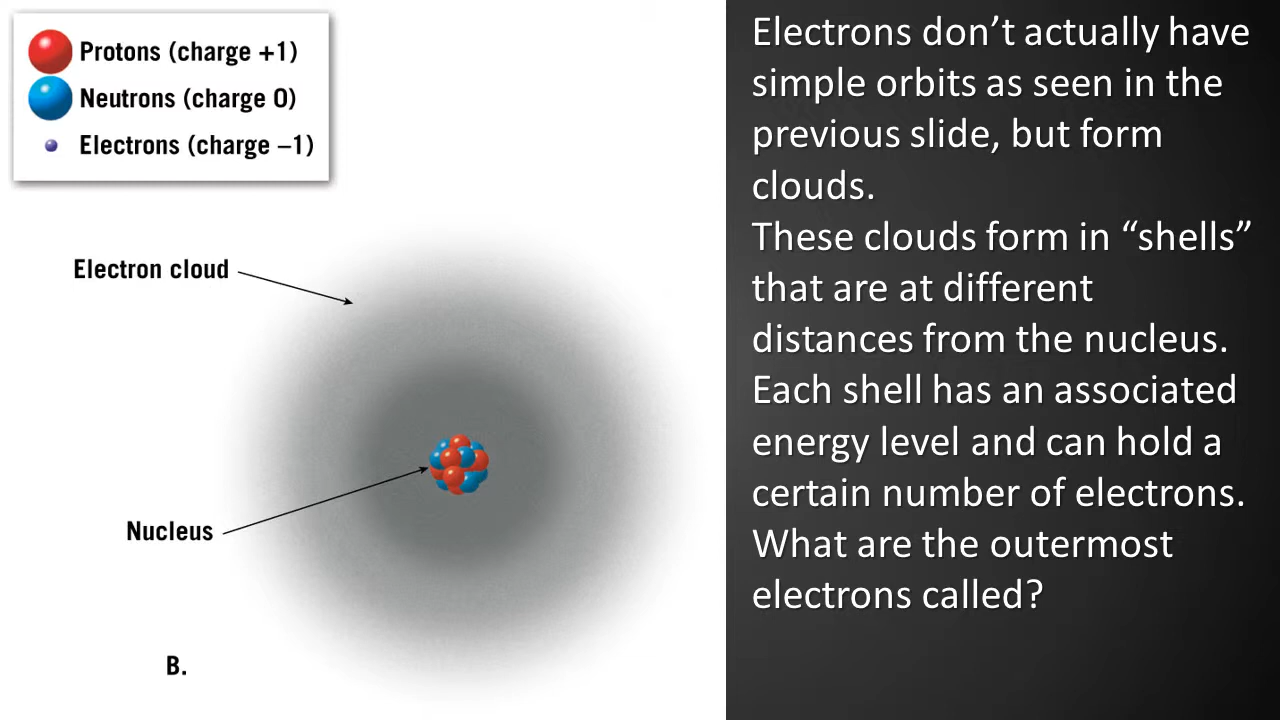 Protons (charge +1)
Neutrons (charge 0)
Electrons (charge –1)
Electron cloud
Nucleus
B.
Electrons don’t actually have
simple orbits as seen in the
previous slide, but form
clouds.
These clouds form in “shells”
that are at different
distances from the nucleus.
Each shell has an associated
energy level and can hold a
certain number of electrons.
What are the outermost
electrons called?